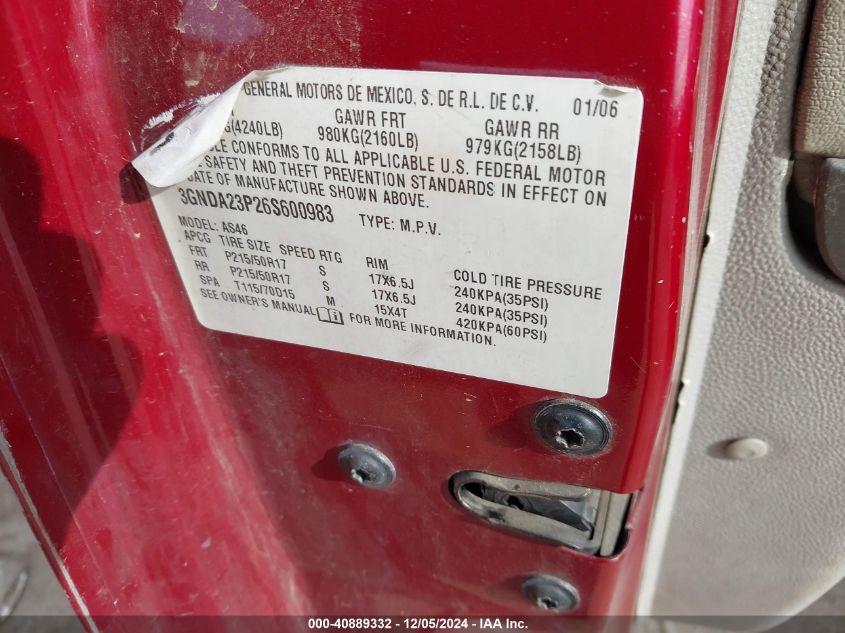 GENERAL MOTORS DE MEXICO, S. DE R.L. DE C.V. 01/06
GAWR FRT GAWR RR
(4240LB) 980KG(2160LB) 979KG(2158LB)
CONFORMS TO ALL APPLICABLE U.S. FEDERAL MOTOR
SAFETY AND THEFT PREVENTION STANDARDS IN EFFECT ON
DATE OF MANUFACTURE SHOWN ABOVE.
3GNDA23P26S600983 TYPE: M.P.V.
MODEL: AS46
APCG TIRE SIZE SPEED RTG RIM COLD TIRE PRESSURE
FRT P215/50R17 S 17X6.5J 240KPA(35PSI)
RR P215/50R17 S 17X6.5J 240KPA(35PSI)
SPA T115/70D15 M 15X4T 420KPA(60PSI)
SEE OWNER'S MANUAL FOR MORE INFORMATION.
000-40889332 - 12/05/2024 - IAA Inc.